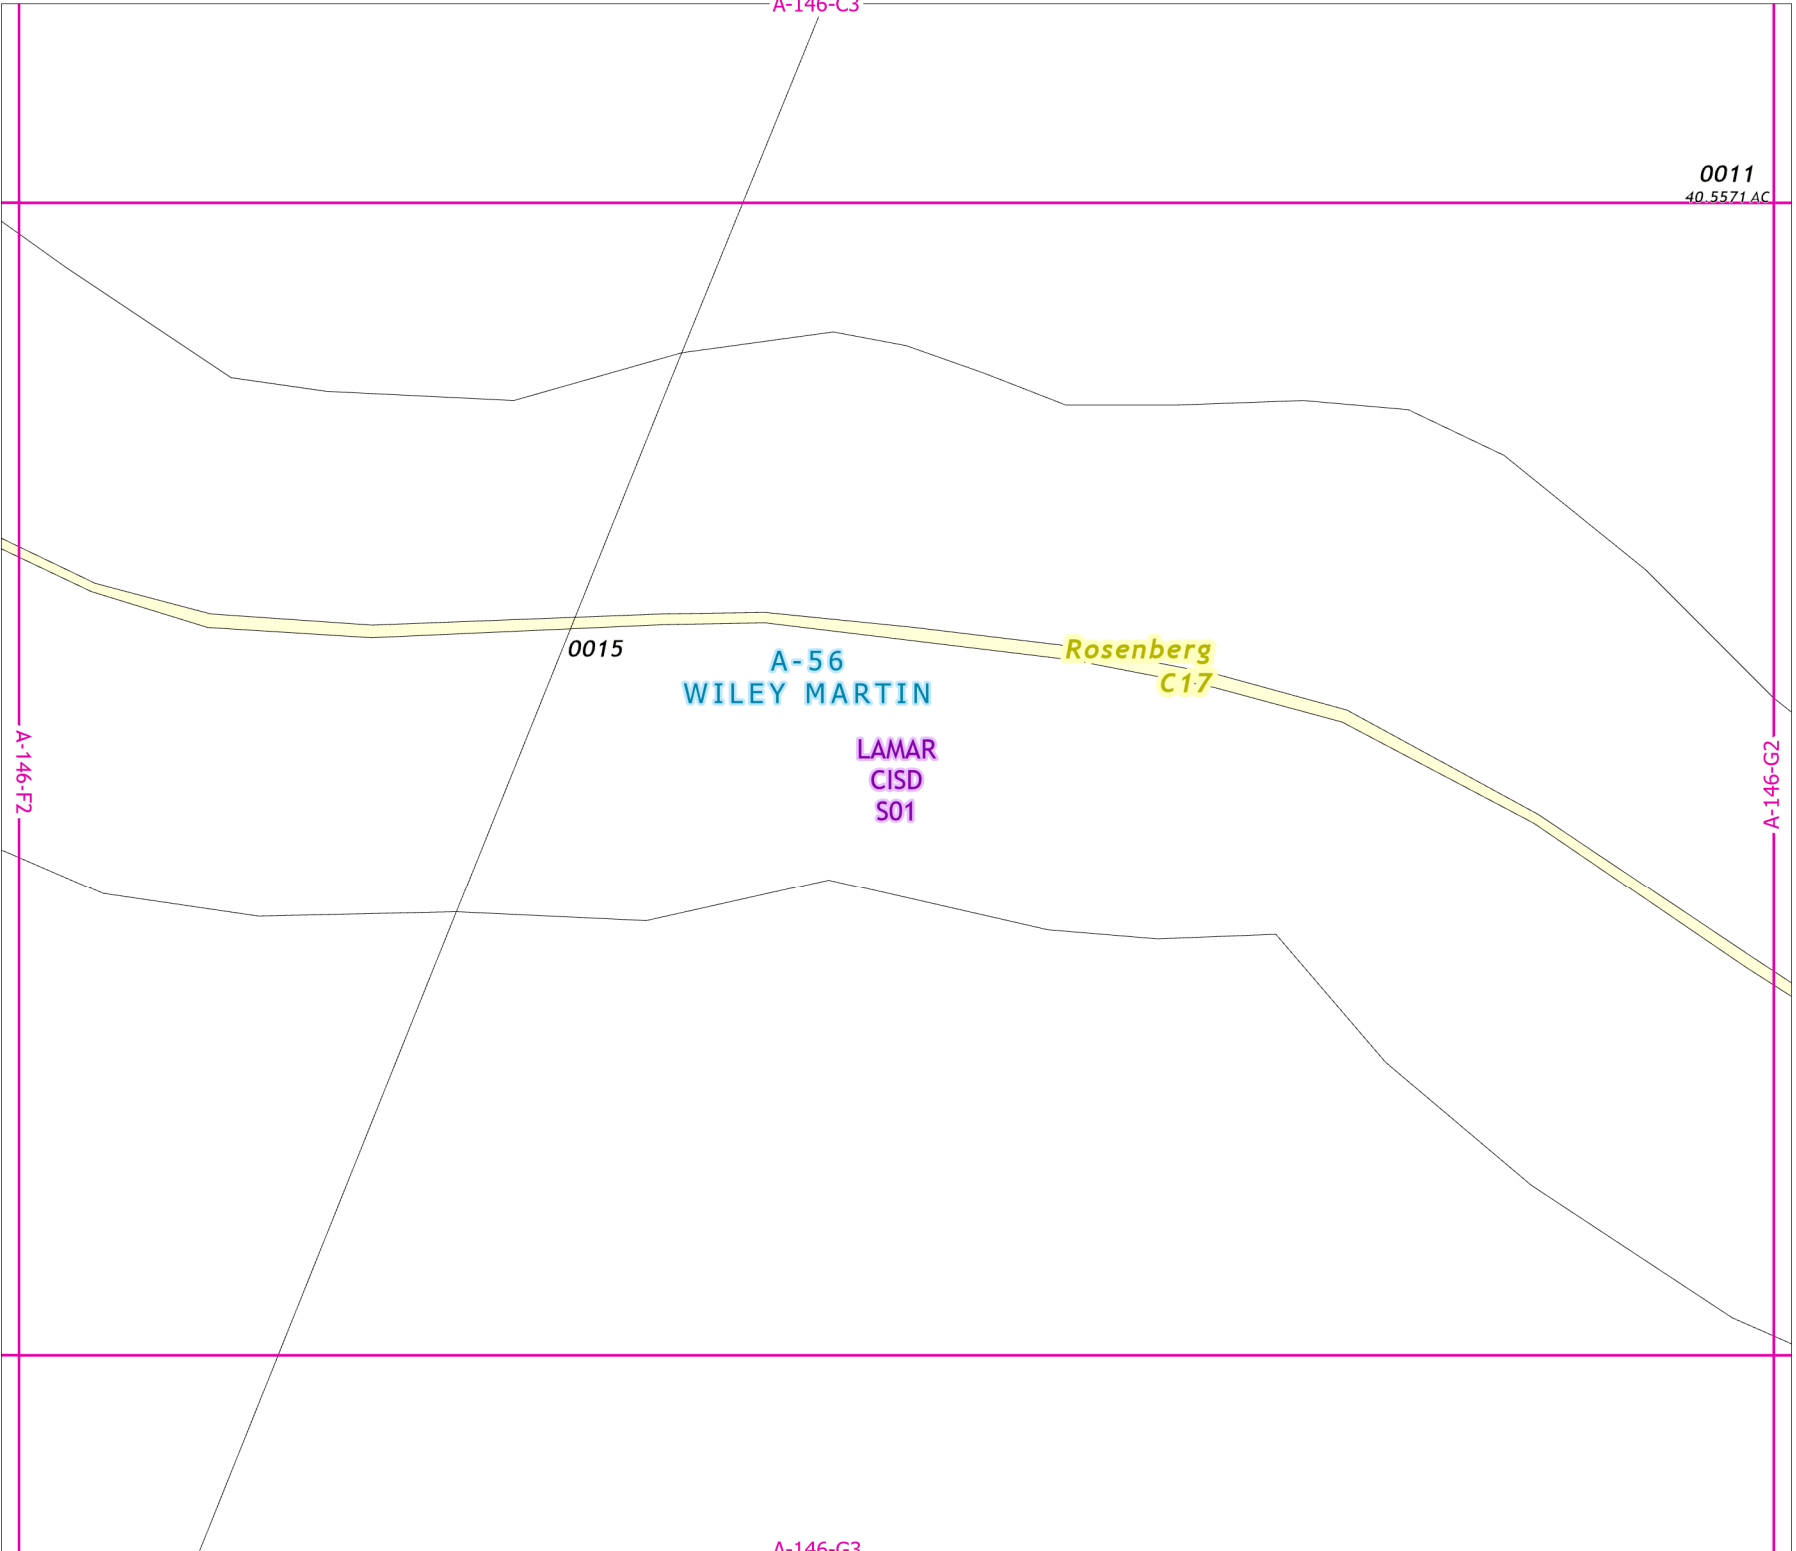 A-146-C3
0011
40.5571 AC
Rosenberg
C17
0015
A-56
WILEY MARTIN
LAMAR
CISD
S01
A-146-F2
A-146-G2
A-146-G3